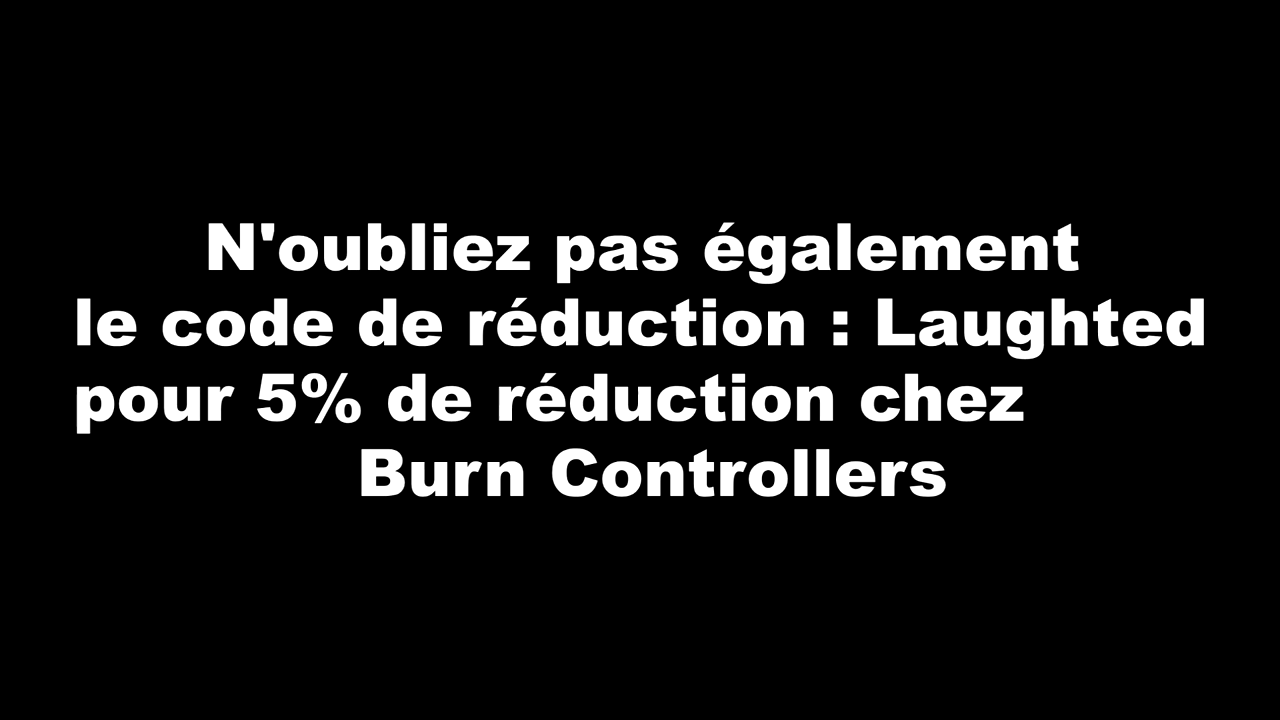 N'oubliez pas également
le code de réduction : Laughted
pour 5% de réduction chez
Burn Controllers